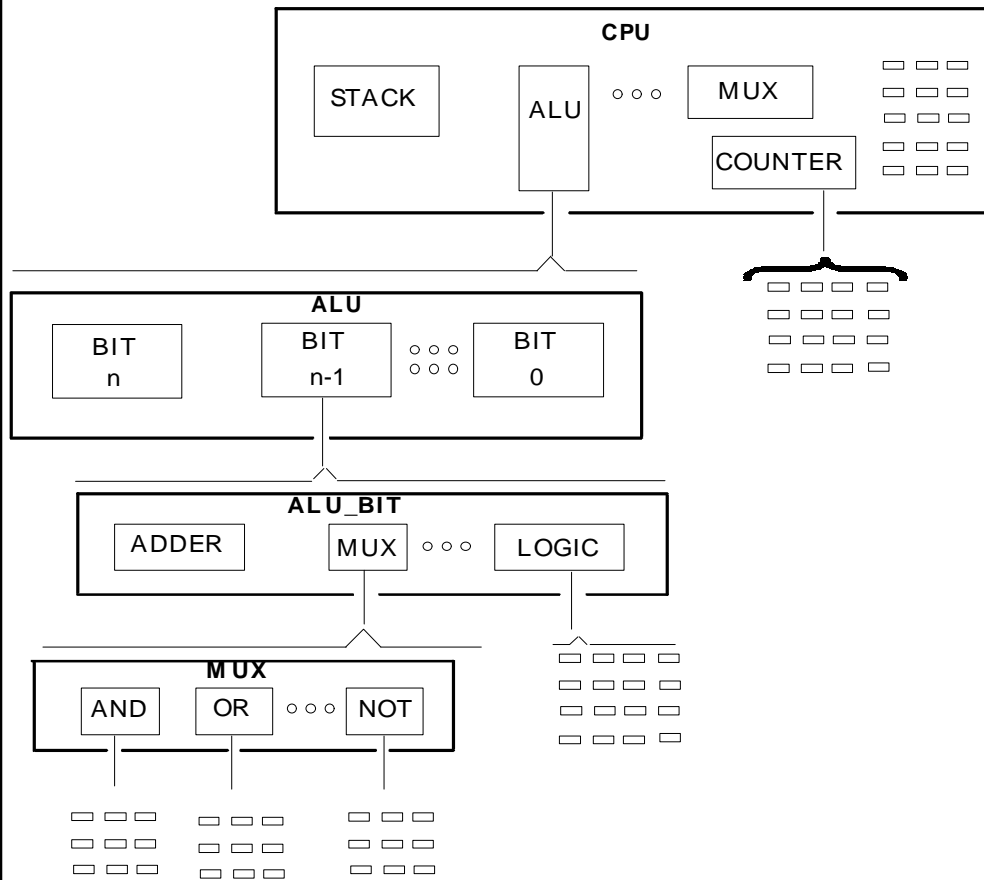 CPU
STACK
ALU
MUX
COUNTER
ALU
BIT
n
BIT
n-1
BIT
0
ALU_BIT
ADDER
MUX
LOGIC
MUX
AND
OR
NOT